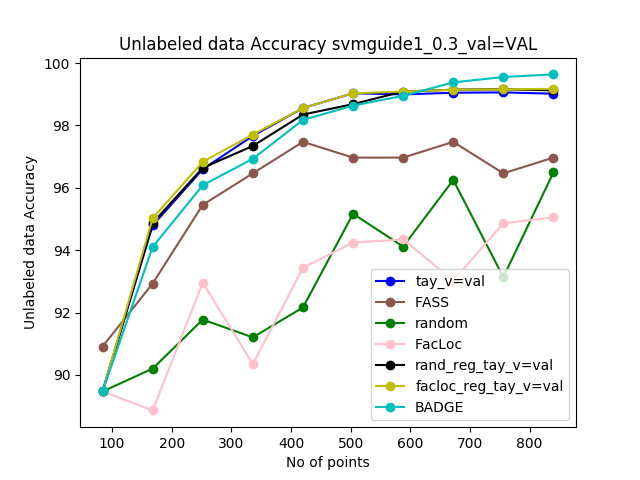 Unlabeled data Accuracy svmguide1_0.3_val=VAL
Unlabeled data Accuracy
100
98
96
94
92
90
tay_v=val
FASS
random
FacLoc
rand_reg_tay_v=val
facloc_reg_tay_v=val
BADGE
100 200 300 400 500 600 700 800
No of points